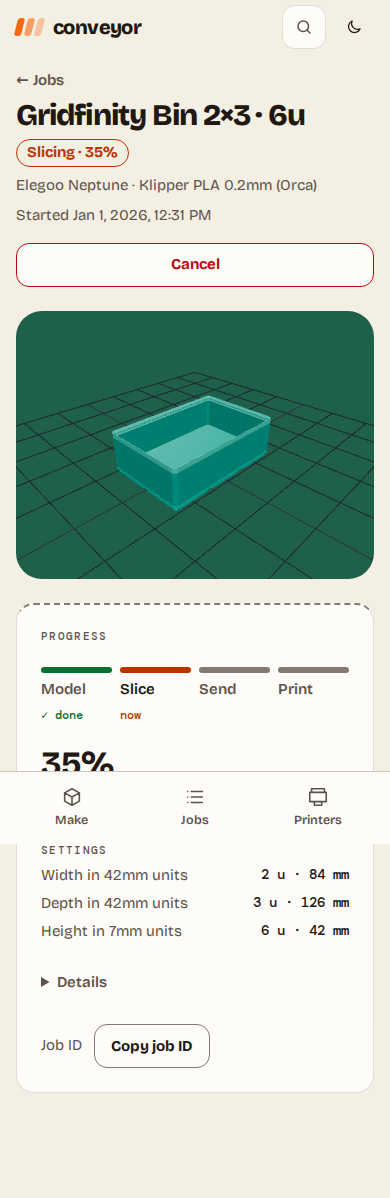 conveyor
← Jobs
Gridfinity Bin 2×3 · 6u
Slicing · 35%
Elegoo Neptune · Klipper PLA 0.2mm (Orca)
Started Jan 1, 2026, 12:31 PM
Cancel
PROGRESS
Model Slice Send Print
✓ done now
35%
Make Jobs Printers
SETTINGS
Width in 42mm units 2 u · 84 mm
Depth in 42mm units 3 u · 126 mm
Height in 7mm units 6 u · 42 mm
▶ Details
Job ID Copy job ID